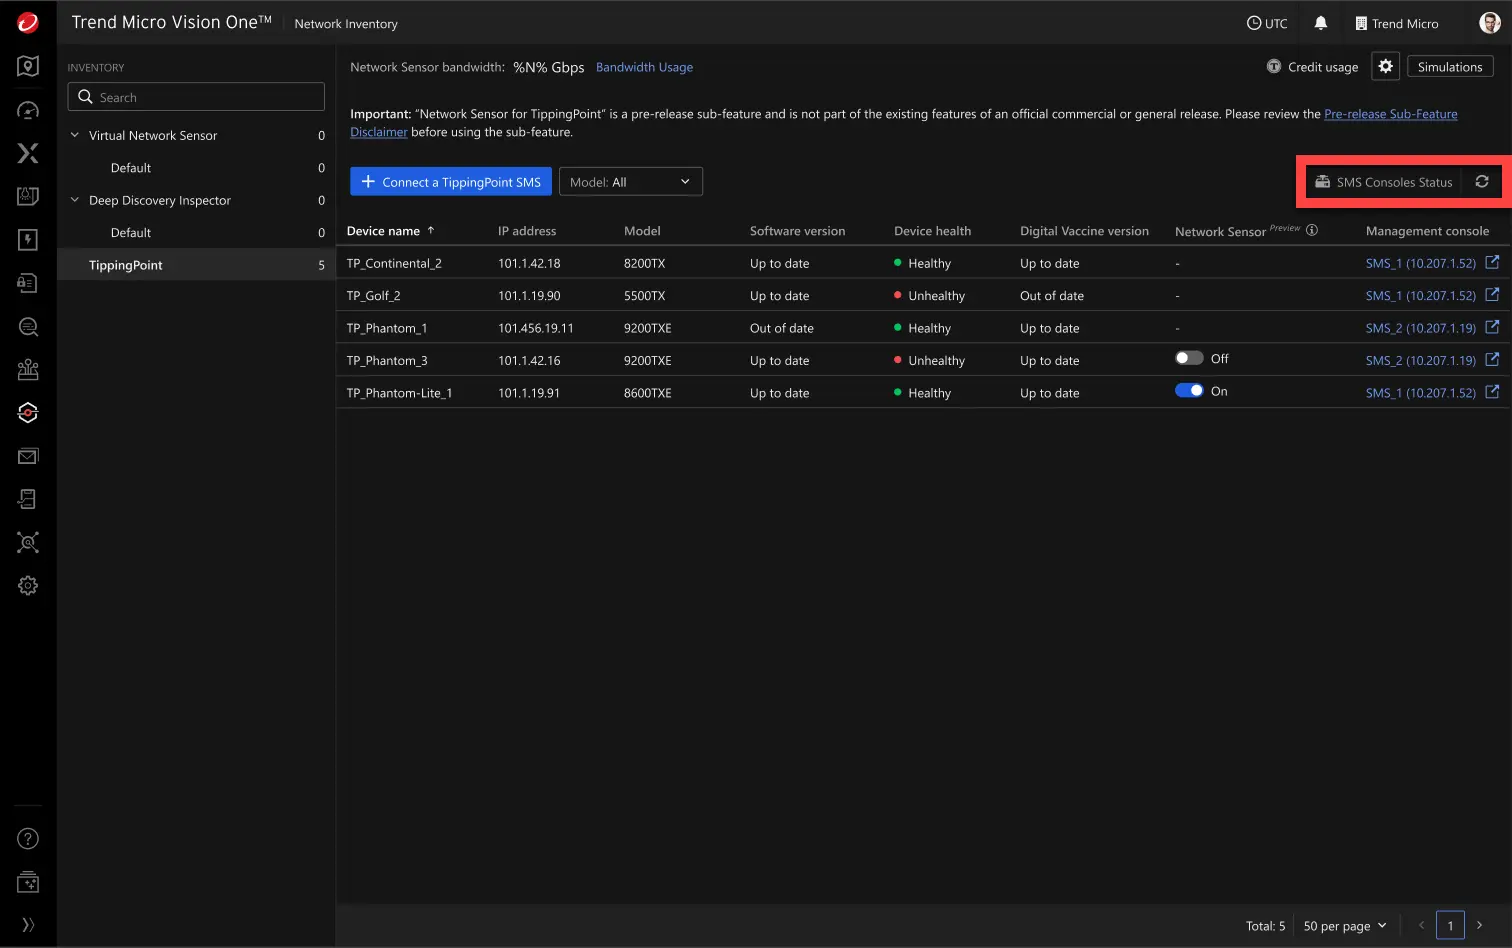 Trend Micro Vision One™ Network Inventory UTC Trend Micro
INVENTORY
Search
Virtual Network Sensor 0
Default 0
Deep Discovery Inspector 0
Default 0
TippingPoint 5
Network Sensor bandwidth: %N% Gbps Bandwidth Usage Credit usage Simulations
Important: "Network Sensor for TippingPoint" is a pre-release sub-feature and is not part of the existing features of an official commercial or general release. Please review the Pre-release Sub-Feature
Disclaimer before using the sub-feature.
+ Connect a TippingPoint SMS Model: All SMS Consoles Status
Device name ↑ IP address Model Software version Device health Digital Vaccine version Network Sensor Preview Management console
TP_Continental_2 101.1.42.18 8200TX Up to date Healthy Up to date - SMS_1 (10.207.1.52)
TP_Golf_2 101.1.19.90 5500TX Up to date Unhealthy Out of date - SMS_1 (10.207.1.52)
TP_Phantom_1 101.456.19.11 9200TXE Out of date Healthy Up to date - SMS_2 (10.207.1.19)
TP_Phantom_3 101.1.42.16 9200TXE Up to date Unhealthy Up to date Off SMS_2 (10.207.1.19)
TP_Phantom-Lite_1 101.1.19.91 8600TXE Up to date Healthy Up to date On SMS_1 (10.207.1.52)
Total: 5 50 per page 1